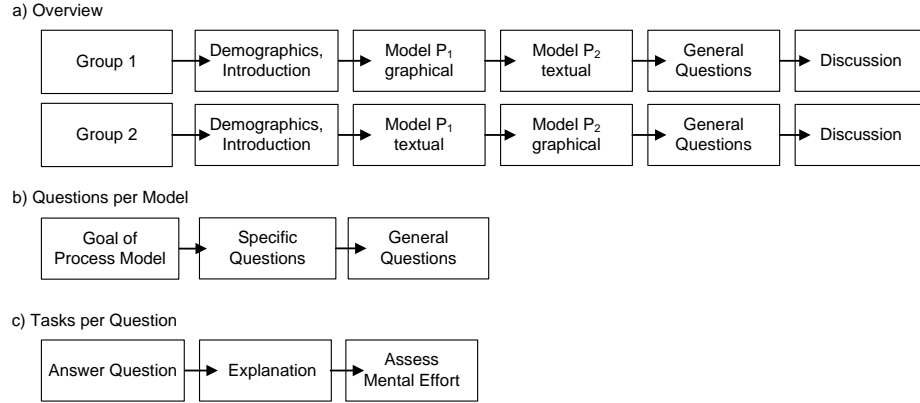 a) Overview
Group 1
Demographics,
Introduction
Model P₁
graphical
Model P₂
textual
General
Questions
Discussion
Group 2
Demographics,
Introduction
Model P₁
textual
Model P₂
graphical
General
Questions
Discussion
b) Questions per Model
Goal of
Process Model
Specific
Questions
General
Questions
c) Tasks per Question
Answer Question
Explanation
Assess
Mental Effort